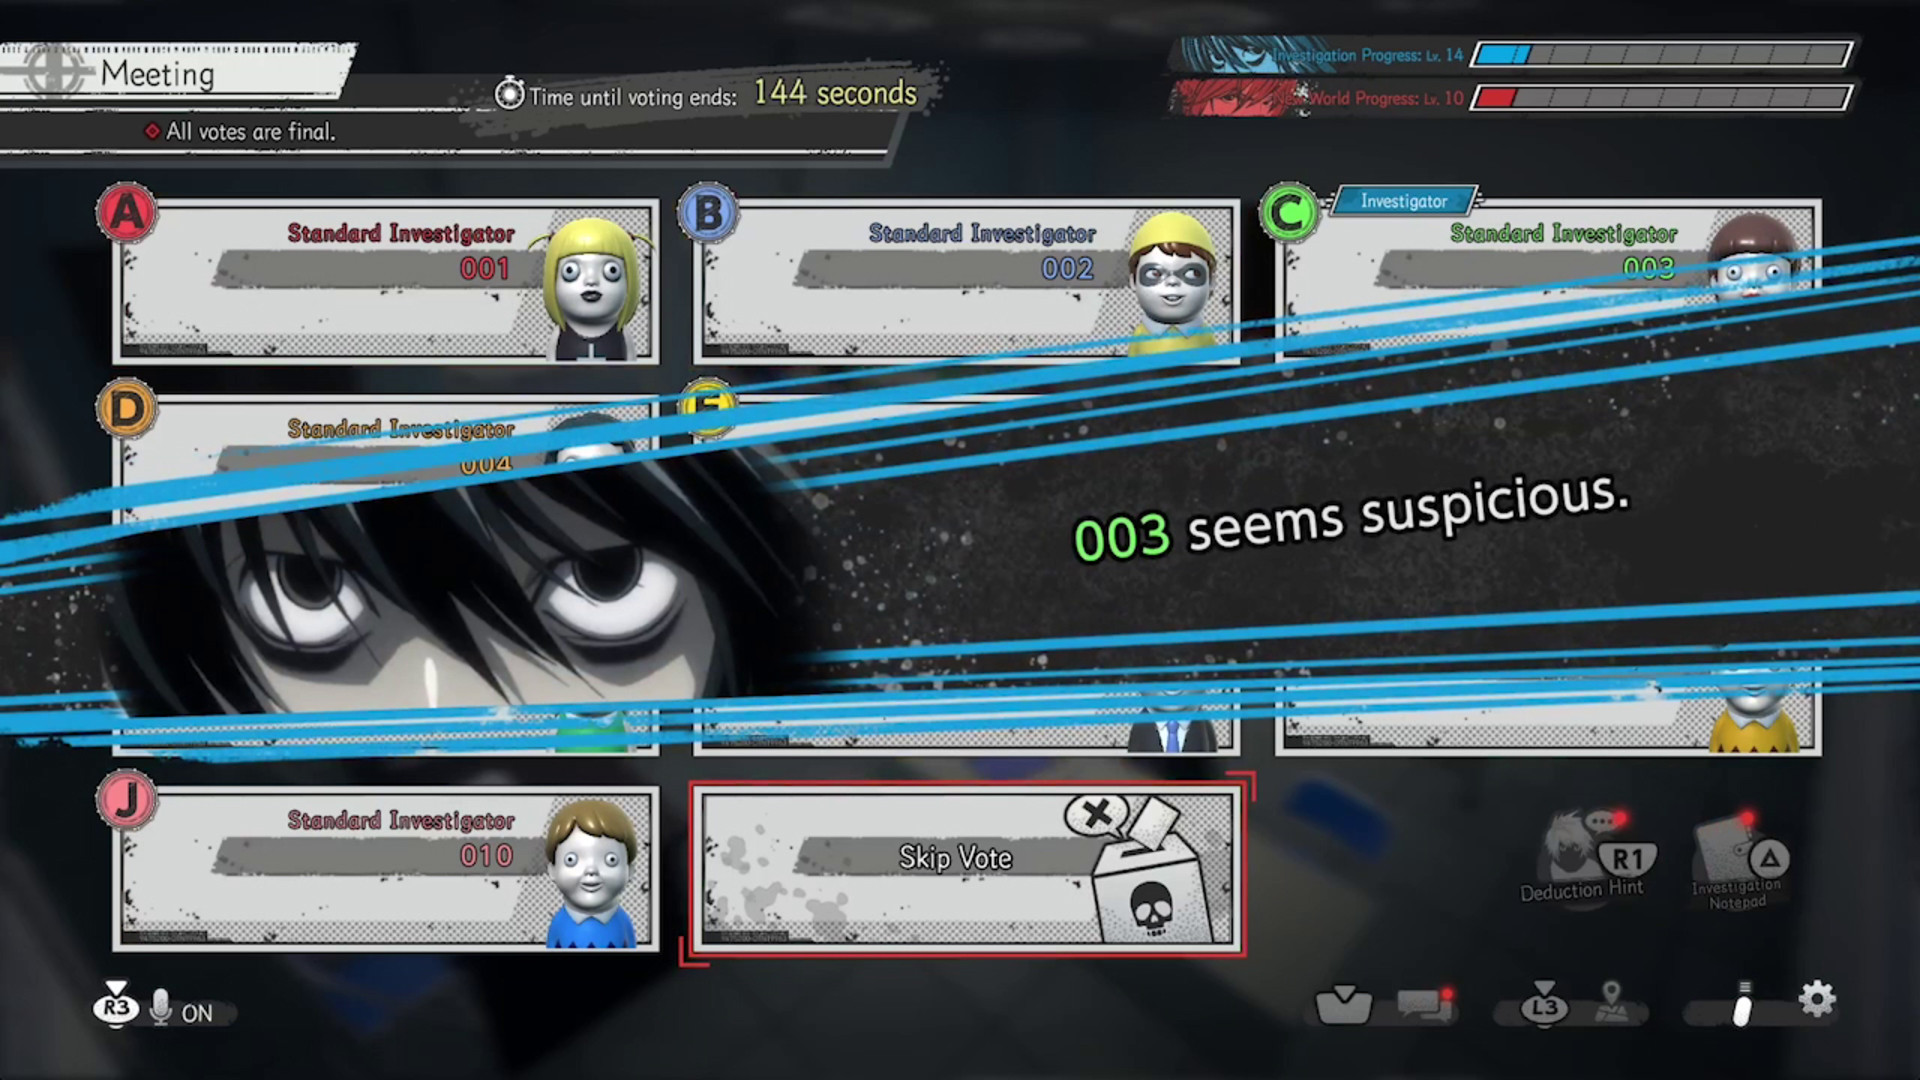 Meeting
Time until voting ends: 144 seconds
All votes are final.
Investigation Progress: Lv. 14
New World Progress: Lv. 10
A
Standard Investigator
001
B
Standard Investigator
002
C
Investigator
Standard Investigator
003
D
Standard Investigator
004
E
003 seems suspicious.
J
Standard Investigator
010
Skip Vote
R1
Deduction Hint
Investigation
Notepad
R3
ON
L3